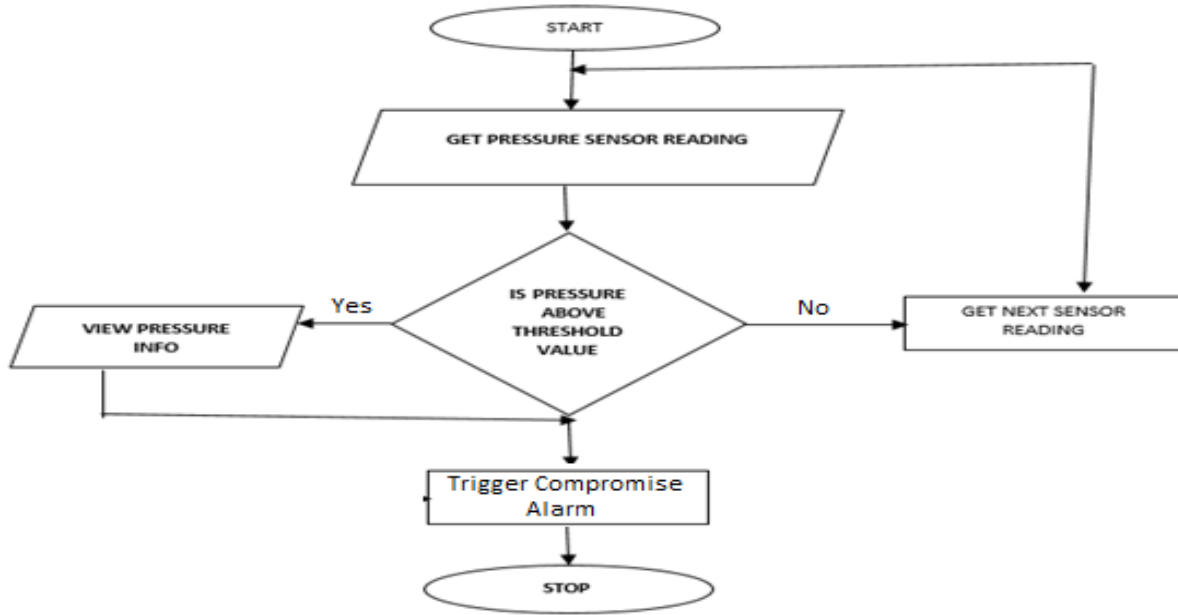 START
GET PRESSURE SENSOR READING
IS PRESSURE
ABOVE
THRESHOLD
VALUE
Yes
No
VIEW PRESSURE
INFO
GET NEXT SENSOR
READING
Trigger Compromise
Alarm
STOP